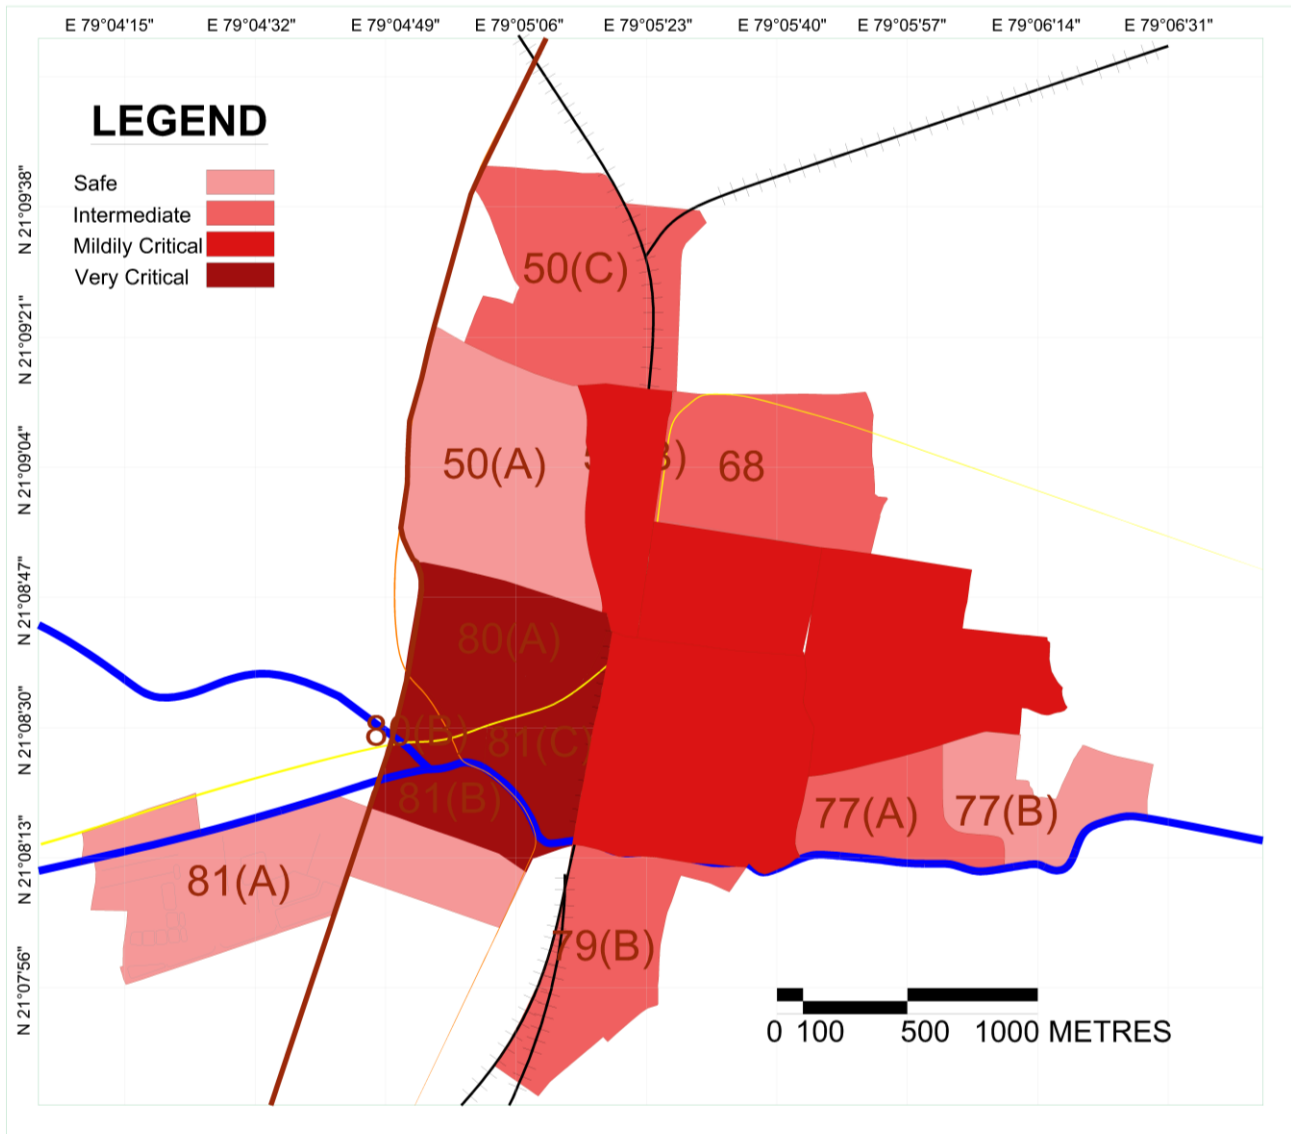 E 79°04'15" E 79°04'32" E 79°04'49" E 79°05'06" E 79°05'23" E 79°05'40" E 79°05'57" E 79°06'14" E 79°06'31"
LEGEND
Safe
Intermediate
Mildily Critical
Very Critical
N 21°09'38"
N 21°09'21"
N 21°09'04"
N 21°08'47"
N 21°08'30"
N 21°08'13"
N 21°07'56"
50(C)
50(A)
68
80(A)
80(B)
81(C)
81(B)
77(A)
77(B)
81(A)
79(B)
0 100 500 1000 METRES